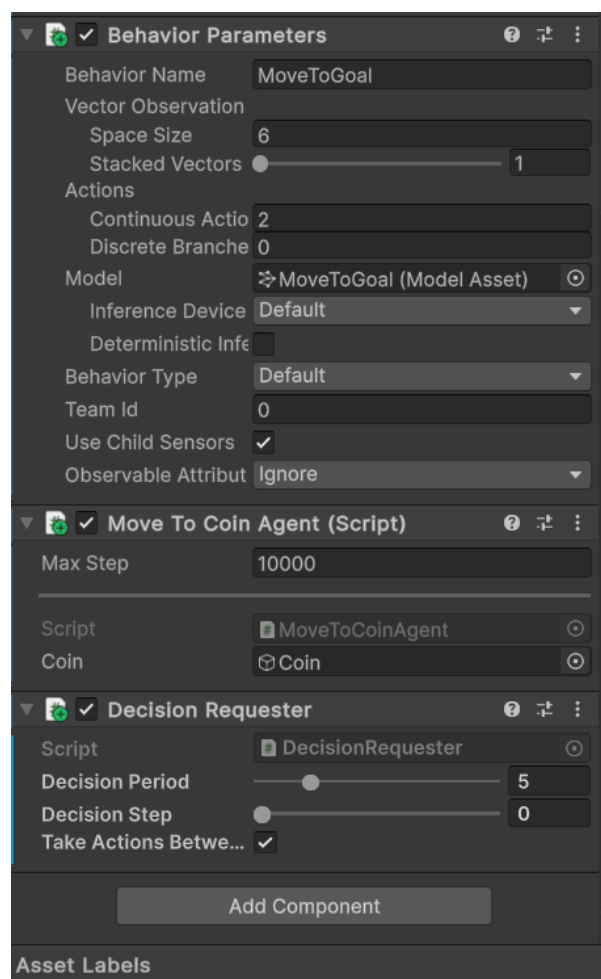 Behavior Parameters
Behavior Name MoveToGoal
Vector Observation
Space Size 6
Stacked Vectors 1
Actions
Continuous Actio 2
Discrete Branche 0
Model MoveToGoal (Model Asset)
Inference Device Default
Deterministic Infe
Behavior Type Default
Team Id 0
Use Child Sensors
Observable Attribut Ignore
Move To Coin Agent (Script)
Max Step 10000
Script MoveToCoinAgent
Coin Coin
Decision Requester
Script DecisionRequester
Decision Period 5
Decision Step 0
Take Actions Betwe...
Add Component
Asset Labels